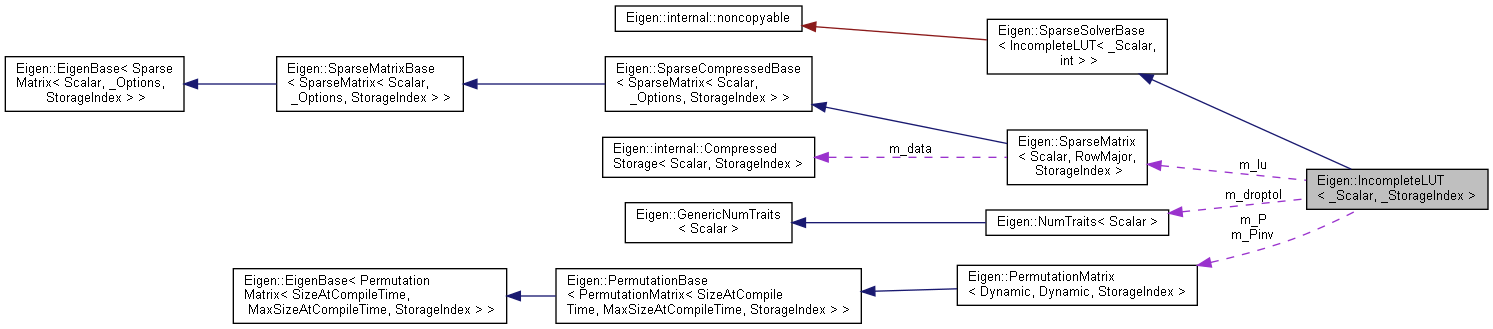 Eigen::internal::noncopyable
Eigen::SparseSolverBase
< IncompleteLUT< _Scalar,
int > >
Eigen::EigenBase< Sparse
Matrix< Scalar, _Options,
StorageIndex > >
Eigen::SparseMatrixBase
< SparseMatrix< Scalar,
_Options, StorageIndex > >
Eigen::SparseCompressedBase
< SparseMatrix< Scalar,
_Options, StorageIndex > >
Eigen::internal::Compressed
Storage< Scalar, StorageIndex >
m_data
Eigen::SparseMatrix
< Scalar, RowMajor,
StorageIndex >
m_lu
m_droptol
m_P
m_Pinv
Eigen::IncompleteLUT
< _Scalar, _StorageIndex >
Eigen::GenericNumTraits
< Scalar >
Eigen::NumTraits< Scalar >
Eigen::EigenBase< Permutation
Matrix< SizeAtCompileTime,
MaxSizeAtCompileTime, StorageIndex > >
Eigen::PermutationBase
< PermutationMatrix< SizeAtCompile
Time, MaxSizeAtCompileTime, StorageIndex > >
Eigen::PermutationMatrix
< Dynamic, Dynamic, StorageIndex >